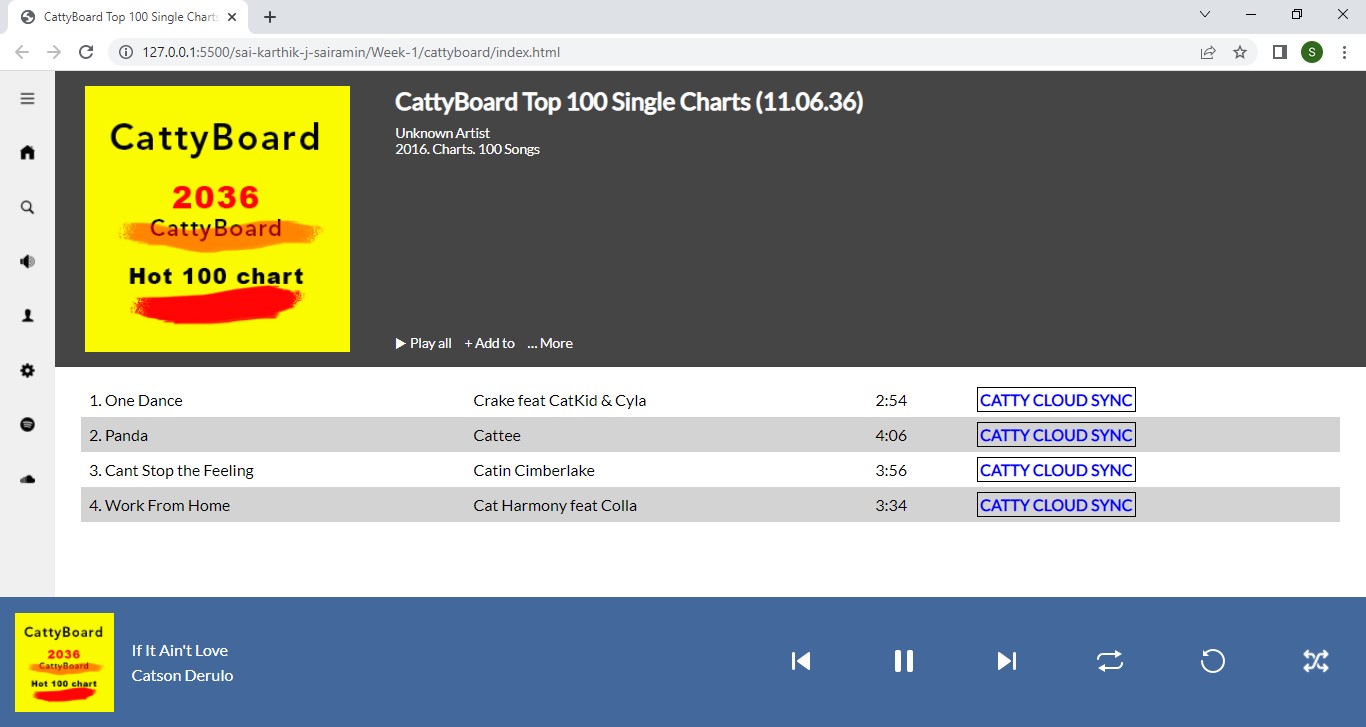 CattyBoard Top 100 Single Charts
127.0.0.1:5500/sai-karthik-j-sairamin/Week-1/cattyboard/index.html
S
CattyBoard
2036
CattyBoard
Hot 100 chart
CattyBoard Top 100 Single Charts (11.06.36)
Unknown Artist
2016. Charts. 100 Songs
Play all + Add to ... More
1. One Dance Crake feat CatKid & Cyla 2:54 CATTY CLOUD SYNC
2. Panda Cattee 4:06 CATTY CLOUD SYNC
3. Cant Stop the Feeling Catin Cimberlake 3:56 CATTY CLOUD SYNC
4. Work From Home Cat Harmony feat Colla 3:34 CATTY CLOUD SYNC
CattyBoard
2036
CattyBoard
Hot 100 chart
If It Ain't Love
Catson Derulo